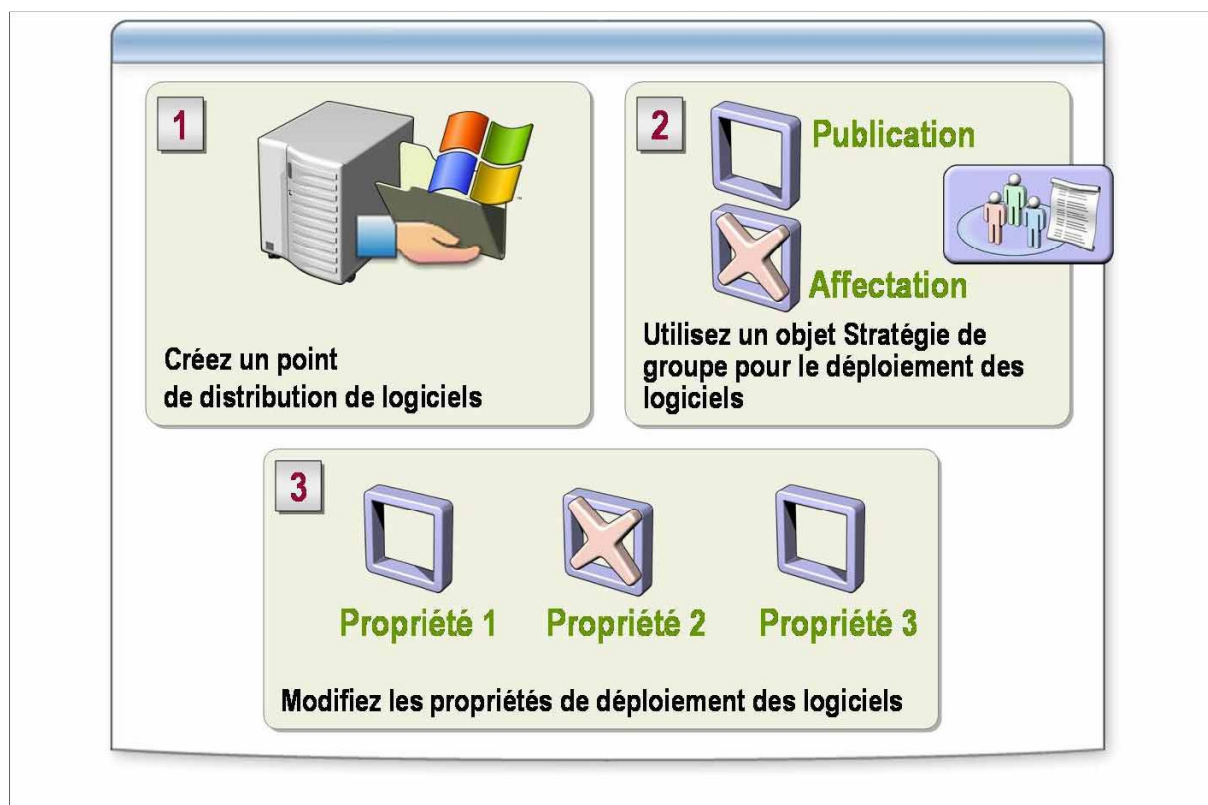 1
Créez un point
de distribution de logiciels
2
Publication
Affectation
Utilisez un objet Stratégie de
groupe pour le déploiement des
logiciels
3
Propriété 1
Propriété 2
Propriété 3
Modifiez les propriétés de déploiement des logiciels